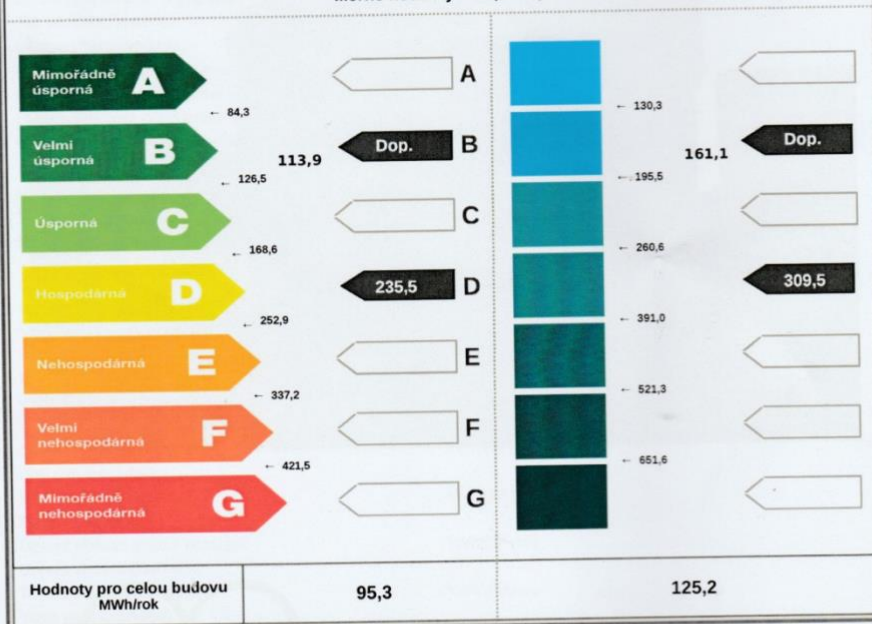 Mimořádně
úsporná A
A
84,3
130,3
Velmi
úsporná B
113,9 Dop. B
161,1 Dop.
126,5
195,5
Úsporná C
C
168,6
260,6
Hospodárná D
235,5 D
309,5
252,9
391,0
Nehospodárná E
E
337,2
521,3
Velmi
nehospodárná F
F
421,5
651,6
Mimořádně
nehospodárná G
G
Hodnoty pro celou budovu
MWh/rok
95,3
125,2